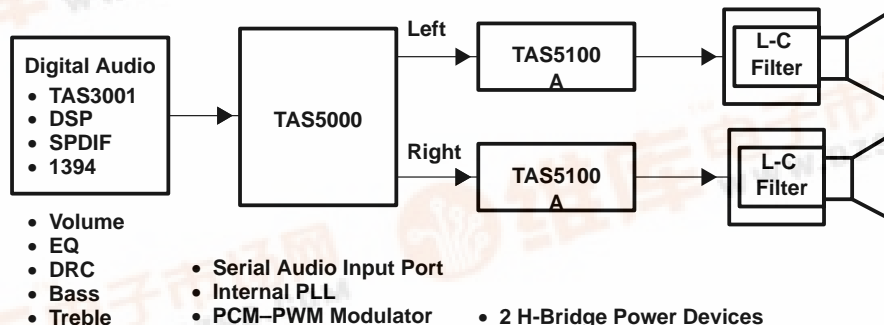 Digital Audio
• TAS3001
• DSP
• SPDIF
• 1394
TAS5000
Left
TAS5100
A
L-C
Filter
Right
TAS5100
A
L-C
Filter
• Volume
• EQ
• DRC
• Bass
• Treble
• Serial Audio Input Port
• Internal PLL
• PCM–PWM Modulator
• 2 H-Bridge Power Devices